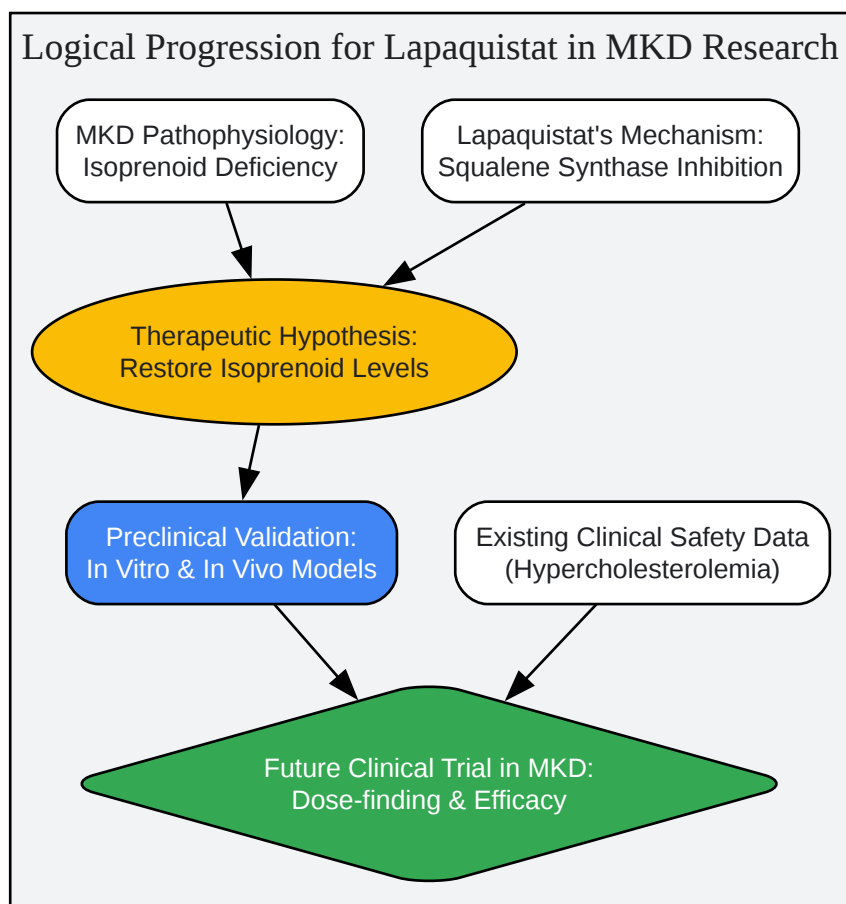 Logical Progression for Lapaquistat in MKD Research
MKD Pathophysiology:
Isoprenoid Deficiency
Lapaquistat's Mechanism:
Squalene Synthase Inhibition
Therapeutic Hypothesis:
Restore Isoprenoid Levels
Preclinical Validation:
In Vitro & In Vivo Models
Existing Clinical Safety Data
(Hypercholesterolemia)
Future Clinical Trial in MKD:
Dose-finding & Efficacy